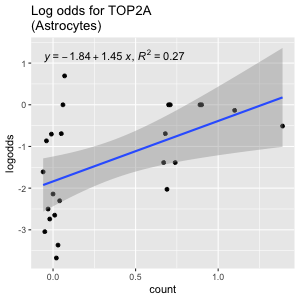 Log odds for TOP2A
(Astrocytes)
y = −1.84 + 1.45 x, R² = 0.27
1
0
-1
-2
-3
logodds
0.0 0.5 1.0
count